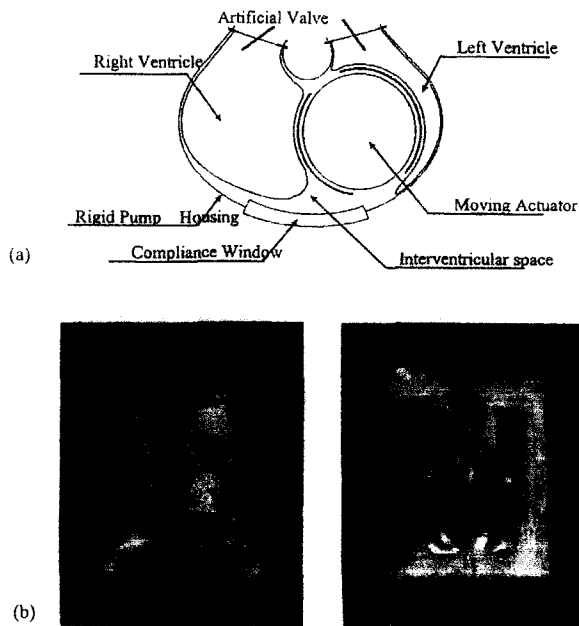 Artificial Valve
Right Ventricle
Left Ventricle
Moving Actuator
Rigid Pump Housing
(a)
Compliance Window
Interventricular space
(b)